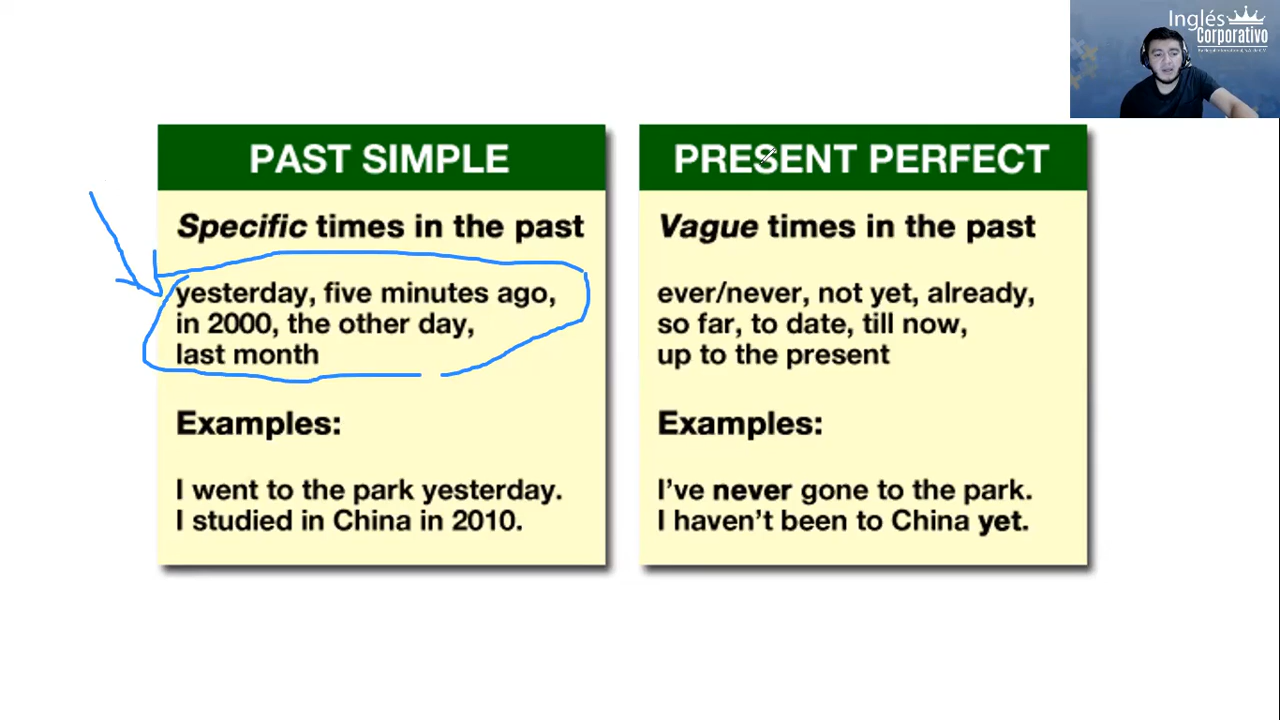 Inglés
Corporativo
PAST SIMPLE
Specific times in the past
yesterday, five minutes ago,
in 2000, the other day,
last month
Examples:
I went to the park yesterday.
I studied in China in 2010.
PRESENT PERFECT
Vague times in the past
ever/never, not yet, already,
so far, to date, till now,
up to the present
Examples:
I've never gone to the park.
I haven't been to China yet.